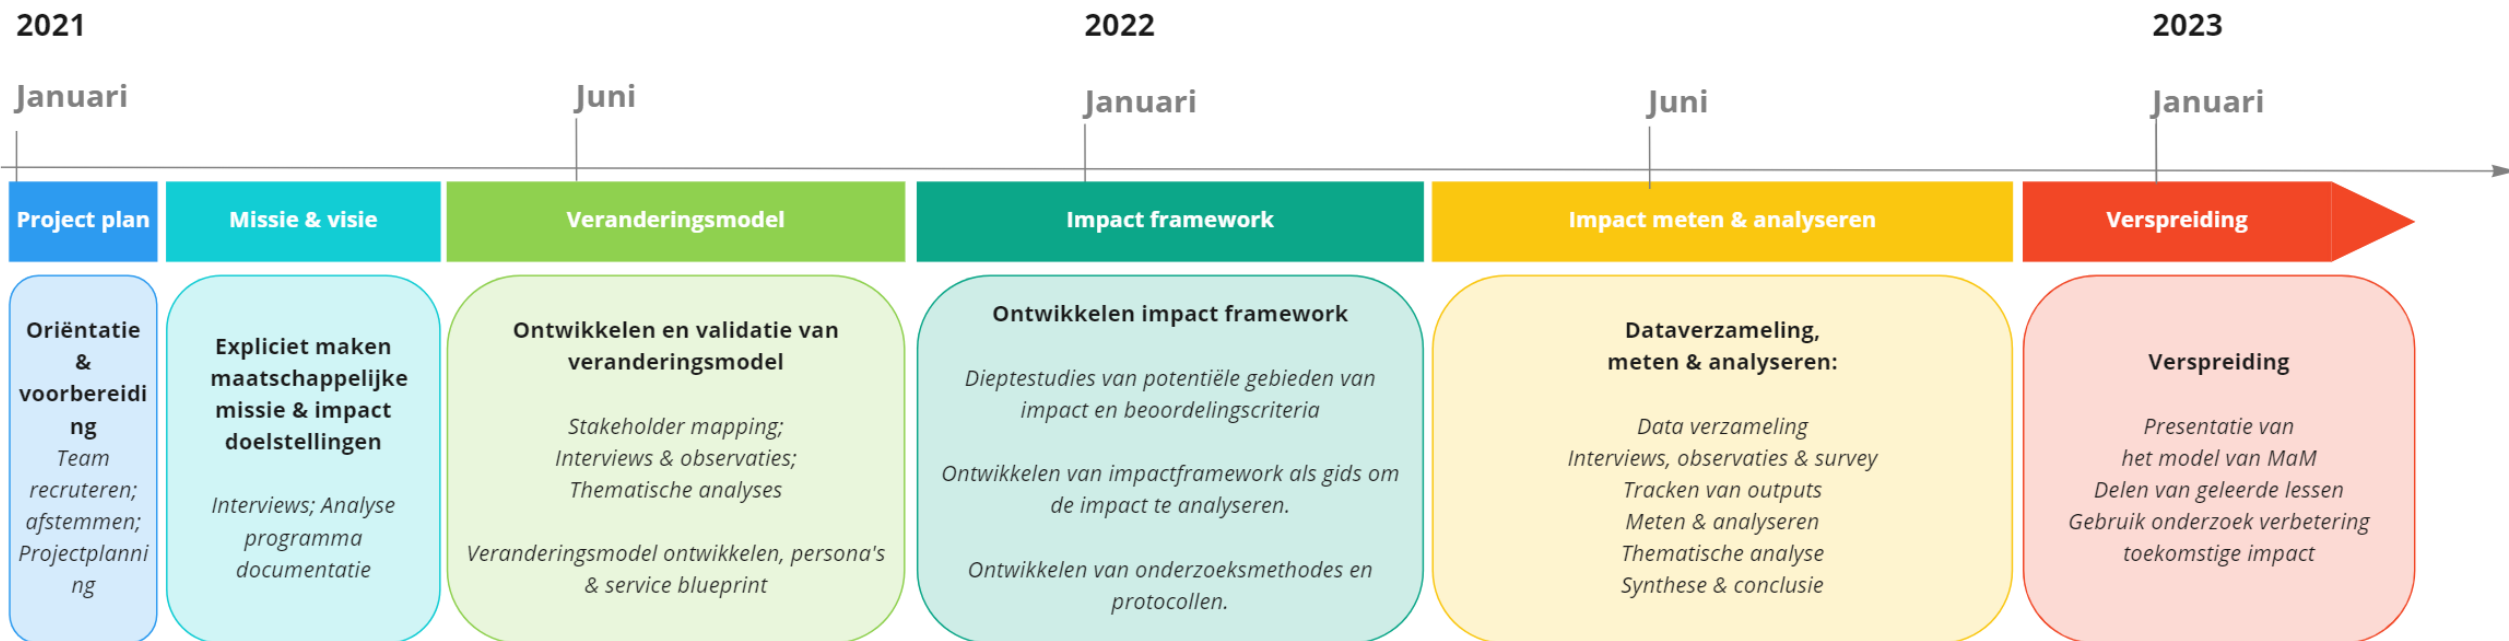 2021
2022
2023
Januari
Juni
Januari
Juni
Januari
Project plan
Missie & visie
Veranderingsmodel
Impact framework
Impact meten & analyseren
Verspreiding
Oriëntatie
&
voorbereidi
ng
Team
recruteren;
afstemmen;
Projectplanni
ng
Expliciet maken
maatschappelijke
missie & impact
doelstellingen
Interviews; Analyse
programma
documentatie
Ontwikkelen en validatie van
veranderingsmodel
Stakeholder mapping;
Interviews & observaties;
Thematische analyses
Veranderingsmodel ontwikkelen, persona's
& service blueprint
Ontwikkelen impact framework
Dieptestudies van potentiële gebieden van
impact en beoordelingscriteria
Ontwikkelen van impactframework als gids om
de impact te analyseren.
Ontwikkelen van onderzoeksmethodes en
protocollen.
Dataverzameling,
meten & analyseren:
Data verzameling
Interviews, observaties & survey
Tracken van outputs
Meten & analyseren
Thematische analyse
Synthese & conclusie
Verspreiding
Presentatie van
het model van MaM
Delen van geleerde lessen
Gebruik onderzoek verbetering
toekomstige impact